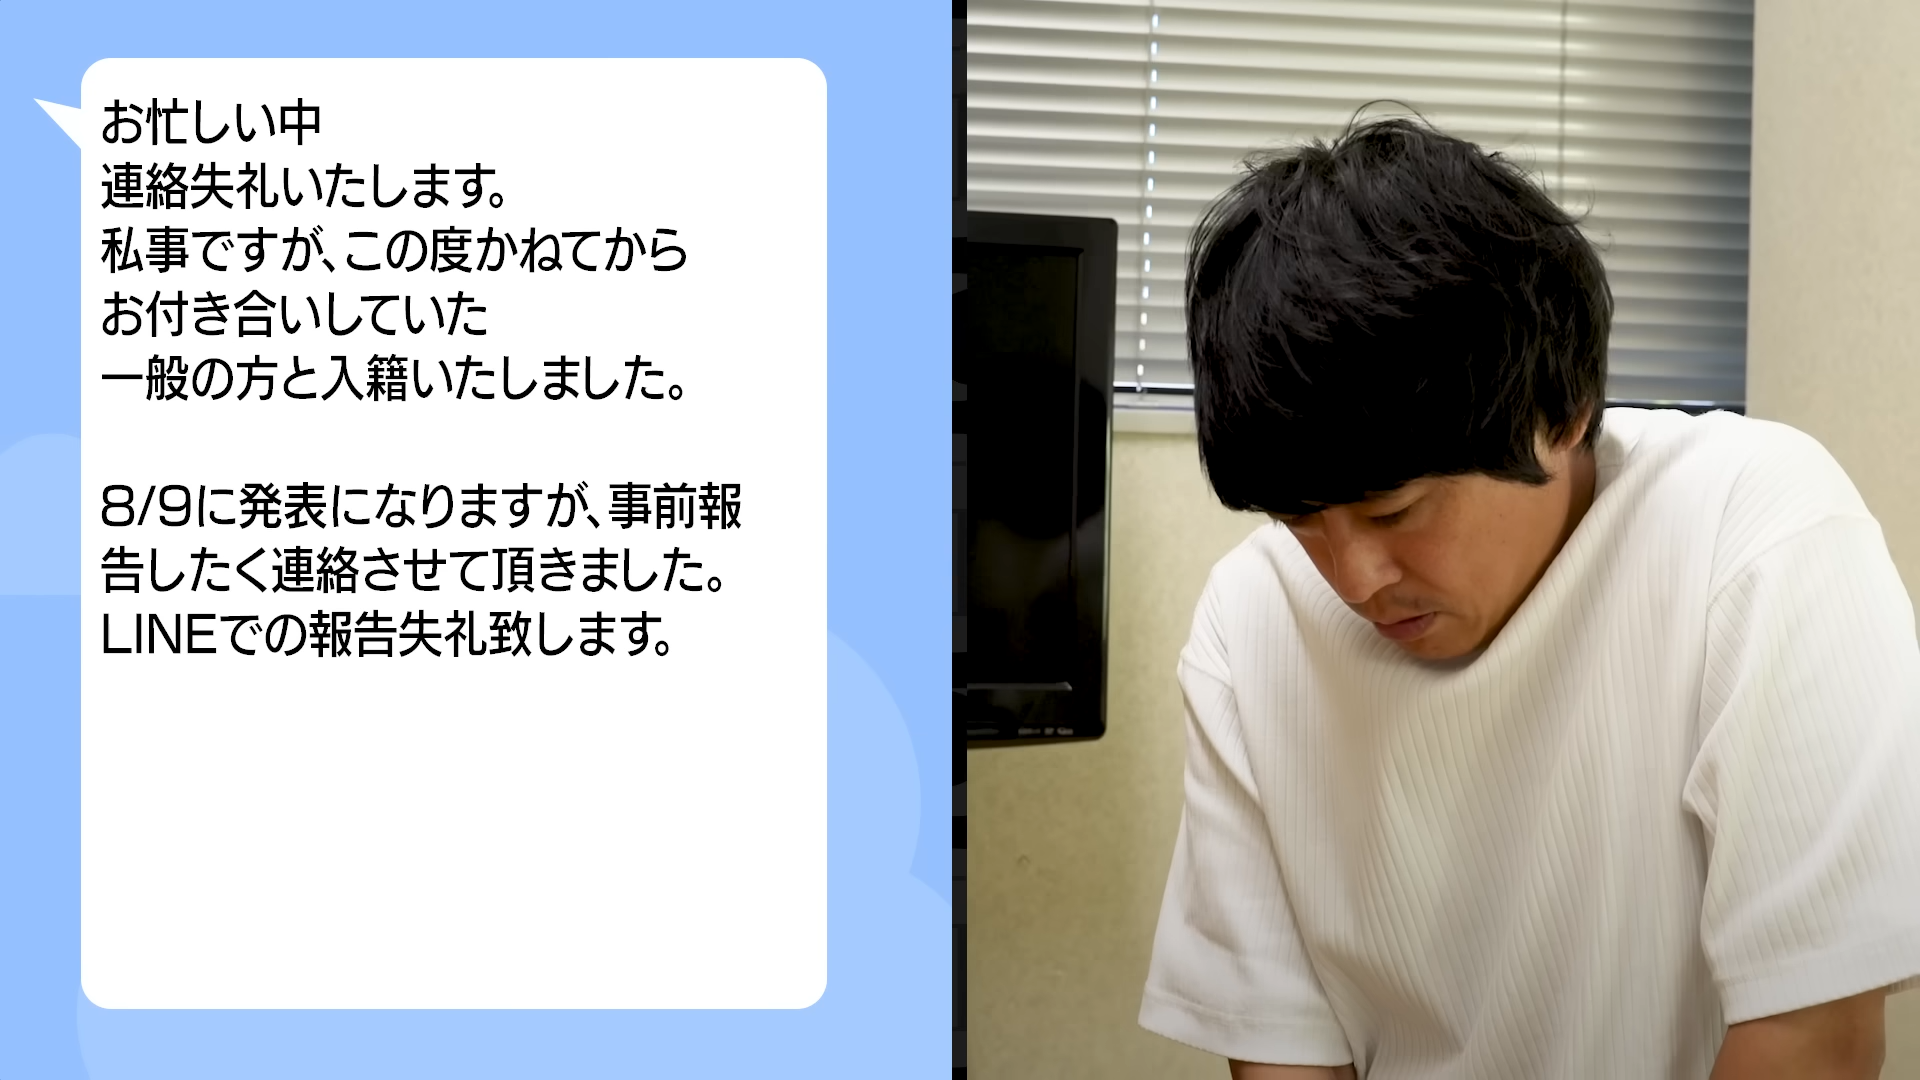 お忙しい中
連絡失礼いたします。
私事ですが、この度かねてから
お付き合いしていた
一般の方と入籍いたしました。
8/9に発表になりますが、事前報
告したく連絡させて頂きました。
LINEでの報告失礼致します。